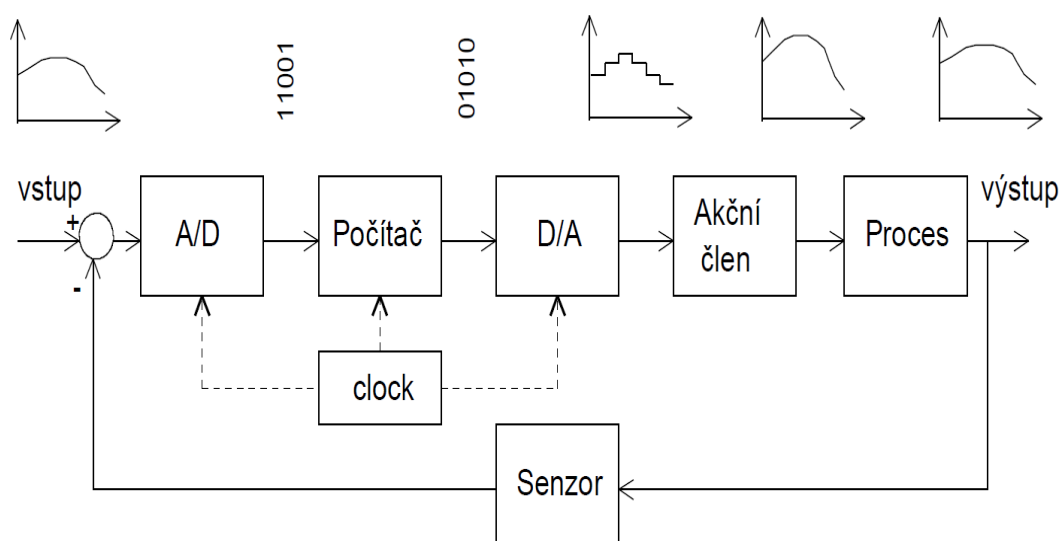 11001
01010
vstup
výstup
+
-
A/D
Počítač
D/A
Akční
člen
Proces
clock
Senzor